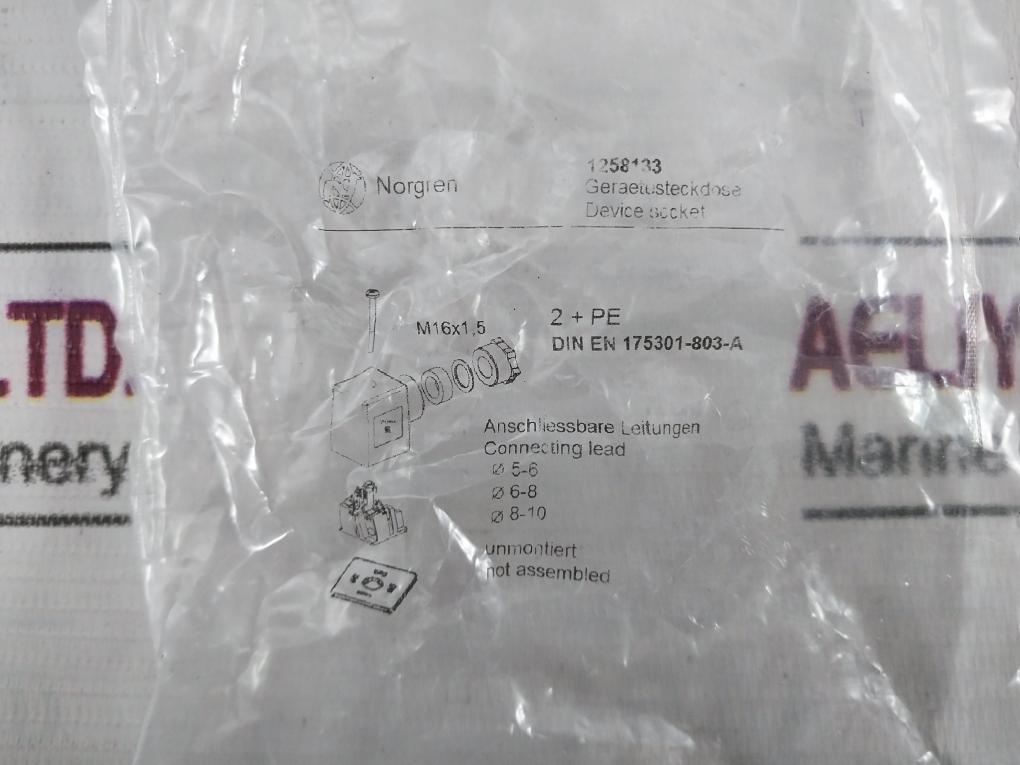 Norgren
1258133
Geraetesteckdose
Device socket
M16x1,5
2 + PE
DIN EN 175301-803-A
Anschliessbare Leitungen
Connecting lead
⌀ 5-6
⌀ 6-8
⌀ 8-10
unmontiert
not assembled
LTD.
nery
AELIY
Marine